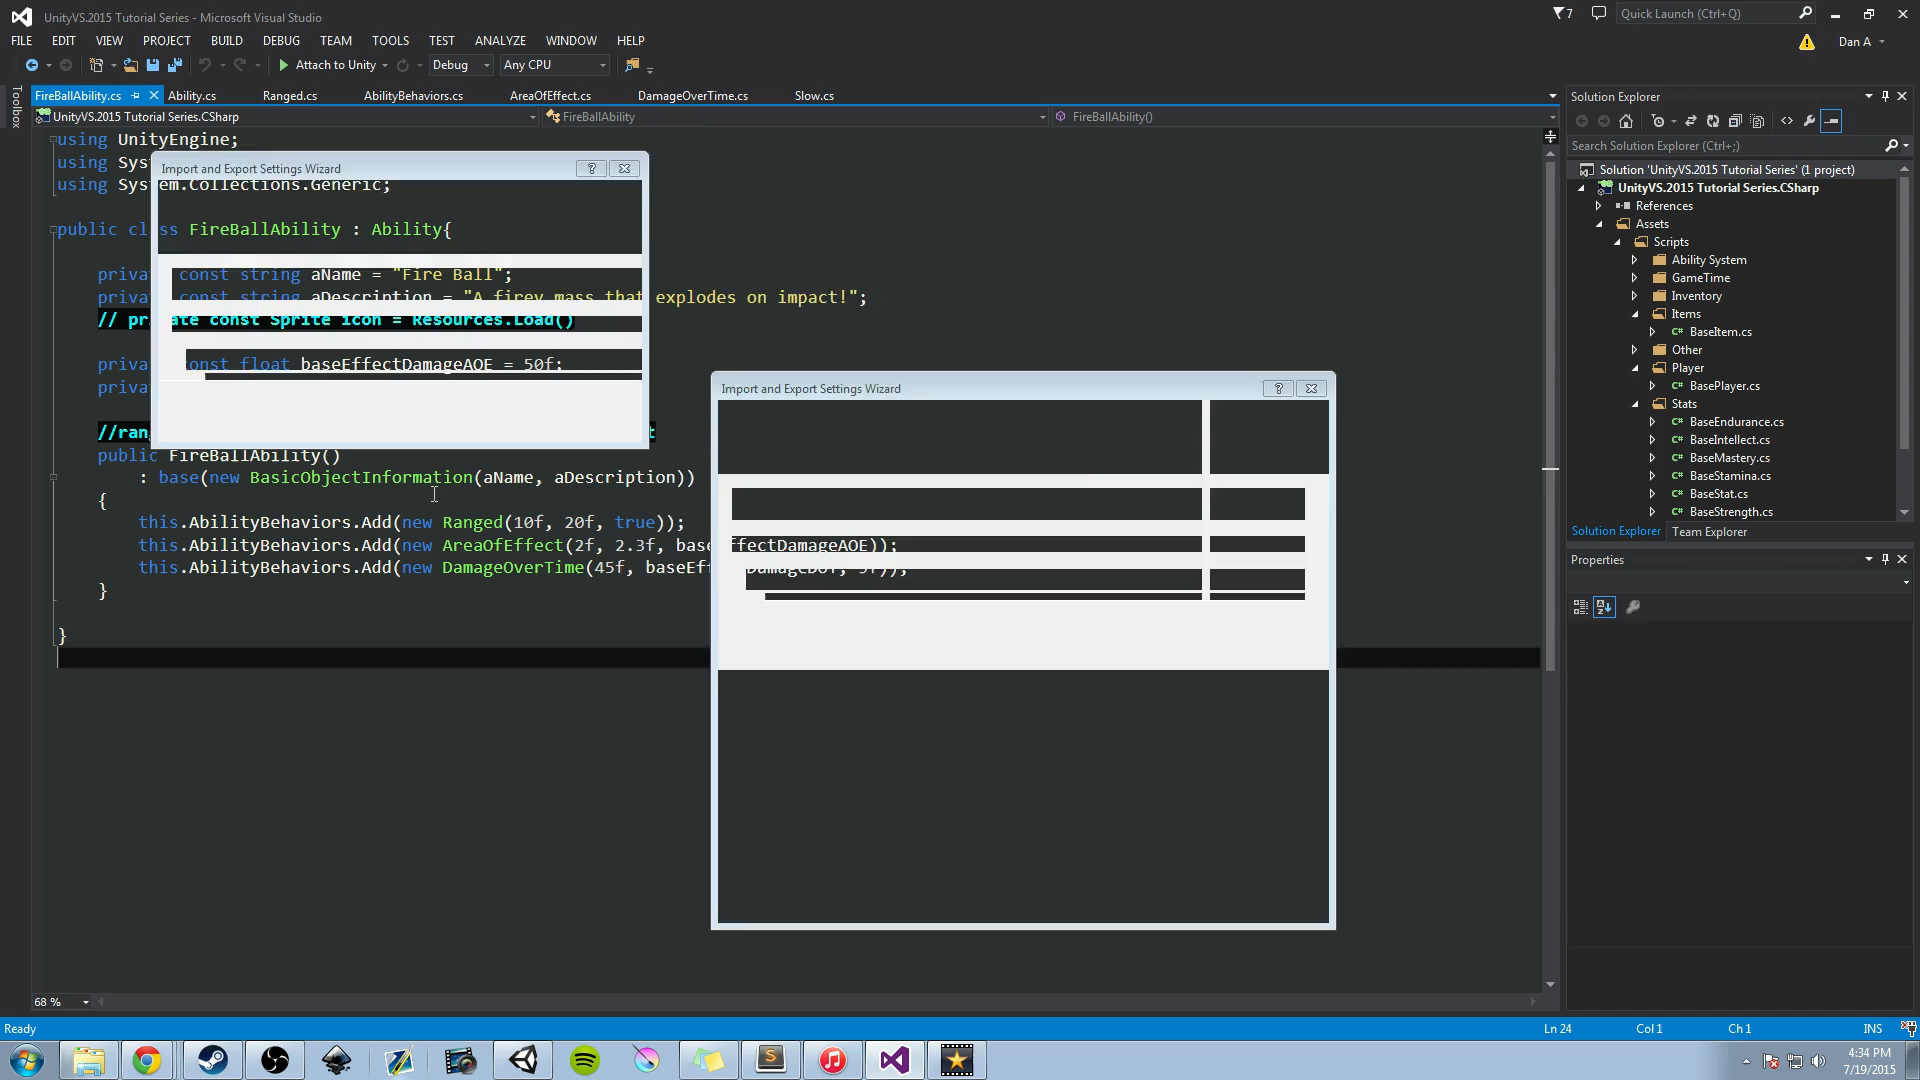 UnityVS.2015 Tutorial Series - Microsoft Visual Studio
7
Quick Launch (Ctrl+Q)
FILE EDIT VIEW PROJECT BUILD DEBUG TEAM TOOLS TEST ANALYZE WINDOW HELP
Dan A
Attach to Unity Debug Any CPU
Toolbox
FireBallAbility.cs Ability.cs Ranged.cs AbilityBehaviors.cs AreaOfEffect.cs DamageOverTime.cs Slow.cs
UnityVS.2015 Tutorial Series.CSharp FireBallAbility FireBallAbility()
using UnityEngine;
using Sys
using System.Collections.Generic;
Import and Export Settings Wizard
public class FireBallAbility : Ability{
private const string aName = "Fire Ball";
private const string aDescription = "A firey mass that explodes on impact!";
// private const Sprite icon = Resources.Load()
private const float baseEffectDamageAOE = 50f;
priva
//ran
t
public FireBallAbility()
: base(new BasicObjectInformation(aName, aDescription))
{
this.AbilityBehaviors.Add(new Ranged(10f, 20f, true));
this.AbilityBehaviors.Add(new AreaOfEffect(2f, 2.3f, baseEffectDamageAOE));
this.AbilityBehaviors.Add(new DamageOverTime(45f, baseEffectDamageDOT, 5f));
}
}
Import and Export Settings Wizard
68 %
Solution Explorer
Search Solution Explorer (Ctrl+;)
Solution 'UnityVS.2015 Tutorial Series' (1 project)
UnityVS.2015 Tutorial Series.CSharp
References
Assets
Scripts
Ability System
GameTime
Inventory
Items
C# BaseItem.cs
Other
Player
C# BasePlayer.cs
Stats
C# BaseEndurance.cs
C# BaseIntellect.cs
C# BaseMastery.cs
C# BaseStamina.cs
C# BaseStat.cs
C# BaseStrength.cs
Solution Explorer Team Explorer
Properties
Ready Ln 24 Col 1 Ch 1 INS
4:34 PM
7/19/2015